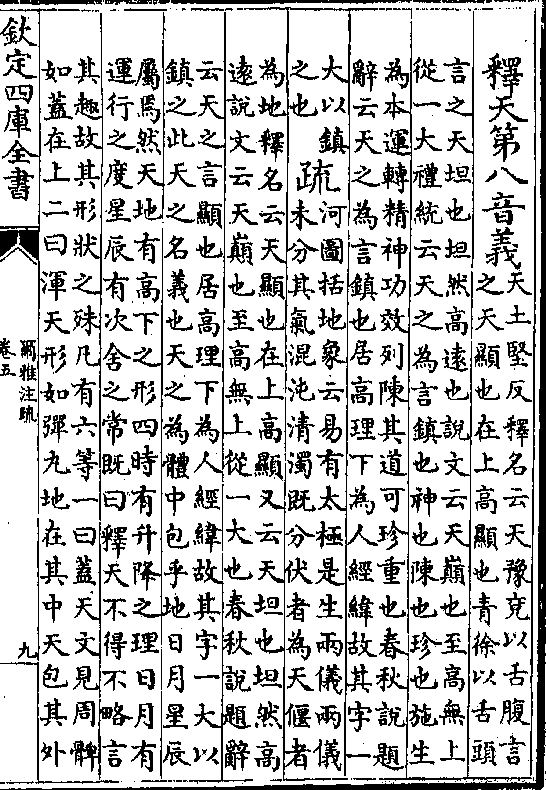 釋天第八音義
天土堅反釋名云天豫兗以舌腹言
之天顯也在上高顯也青徐以舌頭
言之天坦也坦然高遠也說文云天巔也至高無上
從一大禮統云天之為言鎮也神也陳也珍也施生
為本運轉精神功效列陳其道可珍重也春秋說題
辭云天之為言鎮也居高理下為人經緯故其字一
大以鎮
之也
疏
河圖括地象云易有太極是生兩儀兩儀
未分其氣混沌清濁既分伏者為天偃者
為地釋名云天顯也在上高顯又云天坦也坦然高
遠說文云天巔也至高無上從一大也春秋說題辭
云天之言顯也居高理下為人經緯故其字一大以
鎮之此天之名義也天之為體中包乎地日月星辰
屬焉然天地有高下之形四時有升降之理日月有
運行之度星辰有次舍之常既曰釋天不得不略言
其趣故其形狀之殊凡有六等一曰蓋天文見周髀
如蓋在上二曰渾天形如彈丸地在其中天包其外
欽定四庫全書
爾雅注疏
卷五
九